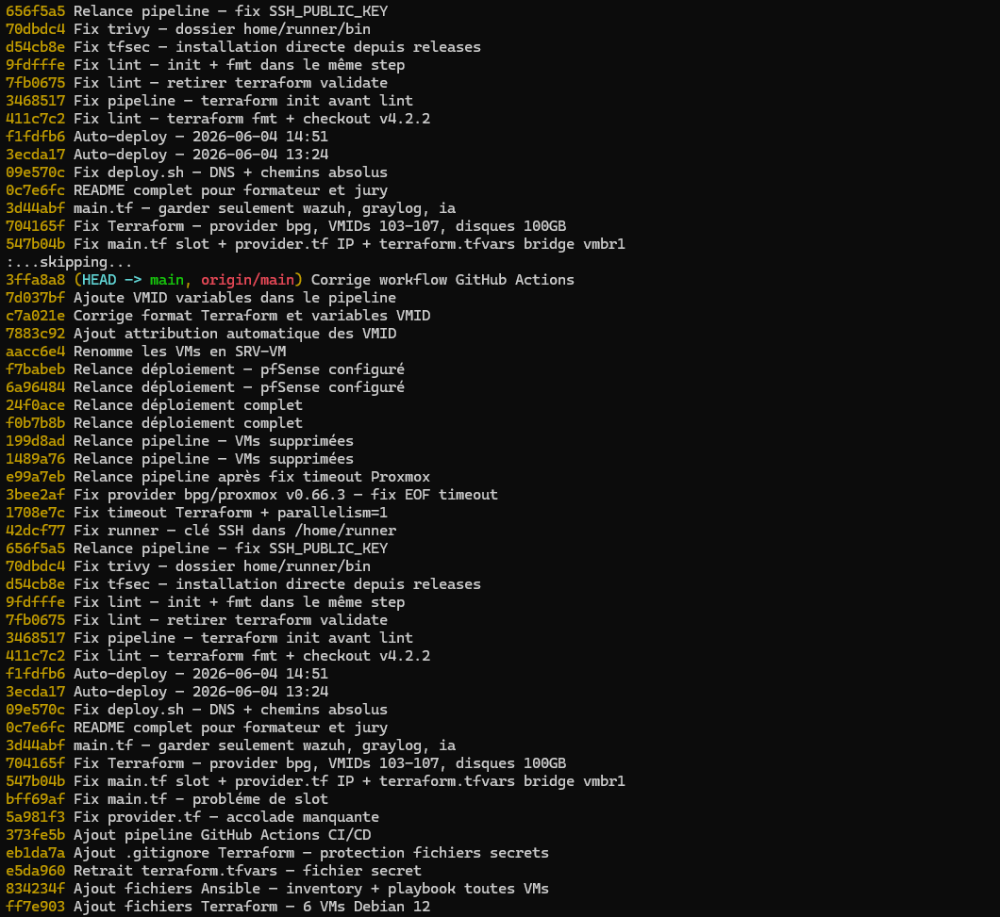 656f5a5 Relance pipeline — fix SSH_PUBLIC_KEY
70dbdc4 Fix trivy — dossier home/runner/bin
d54cb8e Fix tfsec — installation directe depuis releases
9fdfffe Fix lint — init + fmt dans le même step
7fb0675 Fix lint — retirer terraform validate
3468517 Fix pipeline — terraform init avant lint
411c7c2 Fix lint — terraform fmt + checkout v4.2.2
f1fdfb6 Auto-deploy — 2026-06-04 14:51
3ecda17 Auto-deploy — 2026-06-04 13:24
09e570c Fix deploy.sh — DNS + chemins absolus
0c7e6fc README complet pour formateur et jury
3d44abf main.tf — garder seulement wazuh, graylog, ia
704165f Fix Terraform — provider bpg, VMIDs 103-107, disques 100GB
547b04b Fix main.tf slot + provider.tf IP + terraform.tfvars bridge vmbr1
:...skipping...
3ffa8a8 (HEAD -> main, origin/main) Corrige workflow GitHub Actions
7d037bf Ajoute VMID variables dans le pipeline
c7a021e Corrige format Terraform et variables VMID
7883c92 Ajout attribution automatique des VMID
aacc6e4 Renomme les VMs en SRV-VM
f7babeb Relance déploiement — pfSense configuré
6a96484 Relance déploiement — pfSense configuré
24f0ace Relance déploiement complet
f0b7b8b Relance déploiement complet
199d8ad Relance pipeline — VMs supprimées
1489a76 Relance pipeline — VMs supprimées
e99a7eb Relance pipeline après fix timeout Proxmox
3bee2af Fix provider bpg/proxmox v0.66.3 — fix EOF timeout
1708e7c Fix timeout Terraform + parallelism=1
42dcf77 Fix runner — clé SSH dans /home/runner
656f5a5 Relance pipeline — fix SSH_PUBLIC_KEY
70dbdc4 Fix trivy — dossier home/runner/bin
d54cb8e Fix tfsec — installation directe depuis releases
9fdfffe Fix lint — init + fmt dans le même step
7fb0675 Fix lint — retirer terraform validate
3468517 Fix pipeline — terraform init avant lint
411c7c2 Fix lint — terraform fmt + checkout v4.2.2
f1fdfb6 Auto-deploy — 2026-06-04 14:51
3ecda17 Auto-deploy — 2026-06-04 13:24
09e570c Fix deploy.sh — DNS + chemins absolus
0c7e6fc README complet pour formateur et jury
3d44abf main.tf — garder seulement wazuh, graylog, ia
704165f Fix Terraform — provider bpg, VMIDs 103-107, disques 100GB
547b04b Fix main.tf slot + provider.tf IP + terraform.tfvars bridge vmbr1
bff69af Fix main.tf — probléme de slot
5a981f3 Fix provider.tf — accolade manquante
373fe5b Ajout pipeline GitHub Actions CI/CD
eb1da7a Ajout .gitignore Terraform — protection fichiers secrets
e5da960 Retrait terraform.tfvars — fichier secret
834234f Ajout fichiers Ansible — inventory + playbook toutes VMs
ff7e903 Ajout fichiers Terraform — 6 VMs Debian 12